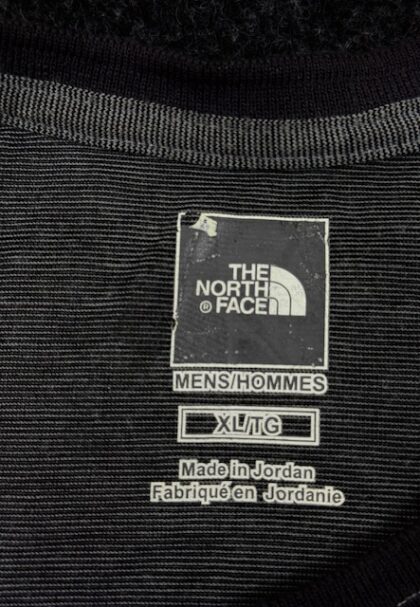 THE
NORTH
® FACE
MENS/HOMMES
XL/TG
Made in Jordan
Fabriqué en Jordanie